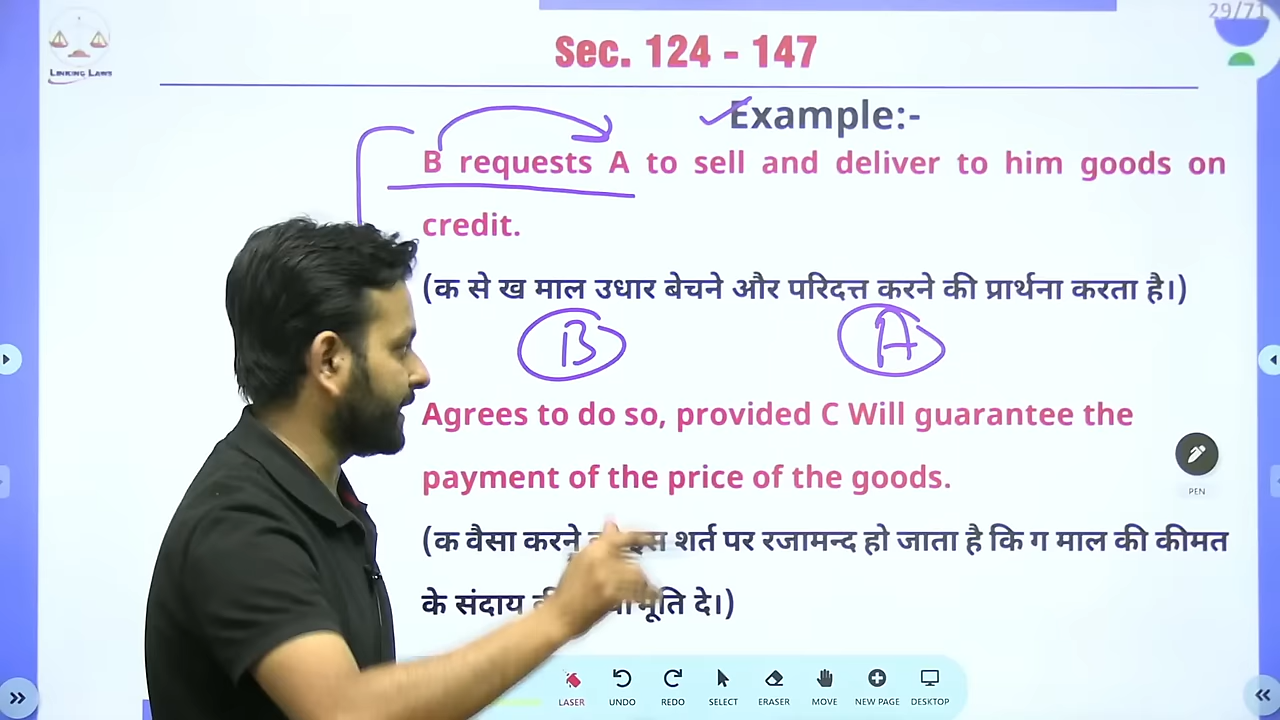 29/71
LINKING LAWS
Sec. 124 - 147
Example:-
B requests A to sell and deliver to him goods on
credit.
(क से ख माल उधार बेचने और परिदत्त करने की प्रार्थना करता है।)
B A
Agrees to do so, provided C Will guarantee the
payment of the price of the goods.
(क वैसा करने शर्त पर रजामन्द हो जाता है कि ग माल की कीमत
के संदाय दे।)
PEN
LASER UNDO REDO SELECT ERASER MOVE NEW PAGE DESKTOP